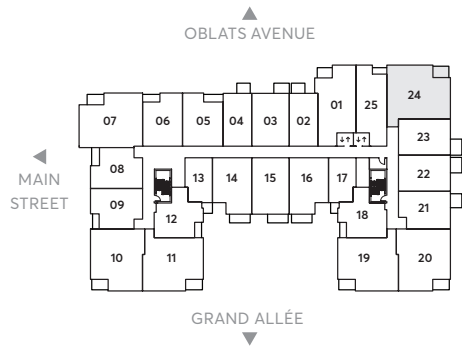 OBLATS AVENUE
01 25 24
07 06 05 04 03 02
23
MAIN
STREET
08 13 14 15 16 17 22
09 12 18 21
10 11 19 20
GRAND ALLÉE